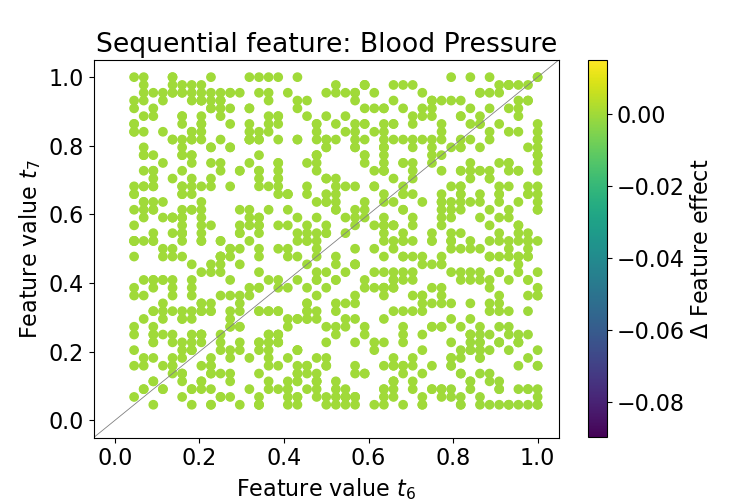 Sequential feature: Blood Pressure
1.0
0.8
0.6
0.4
0.2
0.0
Feature value t₇
0.0 0.2 0.4 0.6 0.8 1.0
Feature value t₆
0.00
−0.02
−0.04
−0.06
−0.08
Δ Feature effect